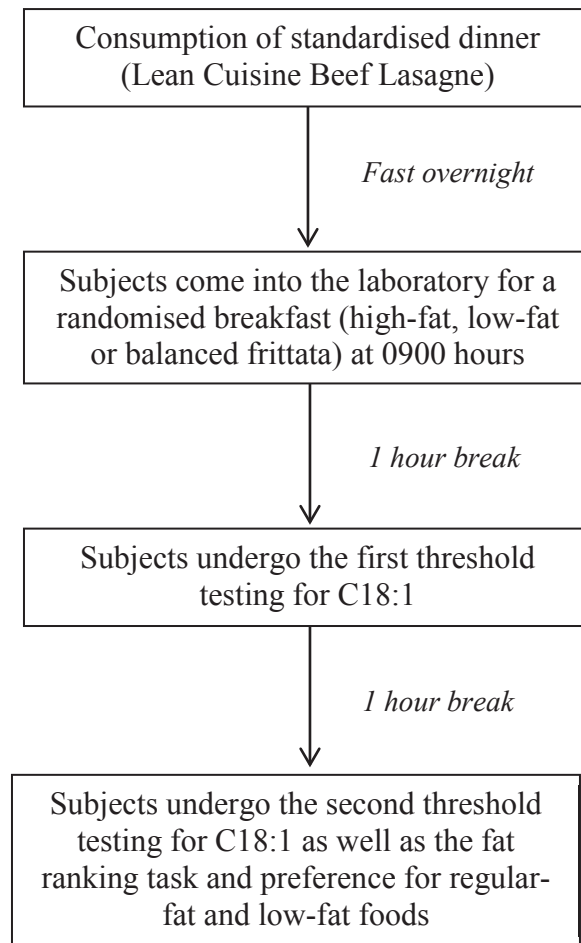 Consumption of standardised dinner
(Lean Cuisine Beef Lasagne)
Fast overnight
Subjects come into the laboratory for a
randomised breakfast (high-fat, low-fat
or balanced frittata) at 0900 hours
1 hour break
Subjects undergo the first threshold
testing for C18:1
1 hour break
Subjects undergo the second threshold
testing for C18:1 as well as the fat
ranking task and preference for regular-
fat and low-fat foods